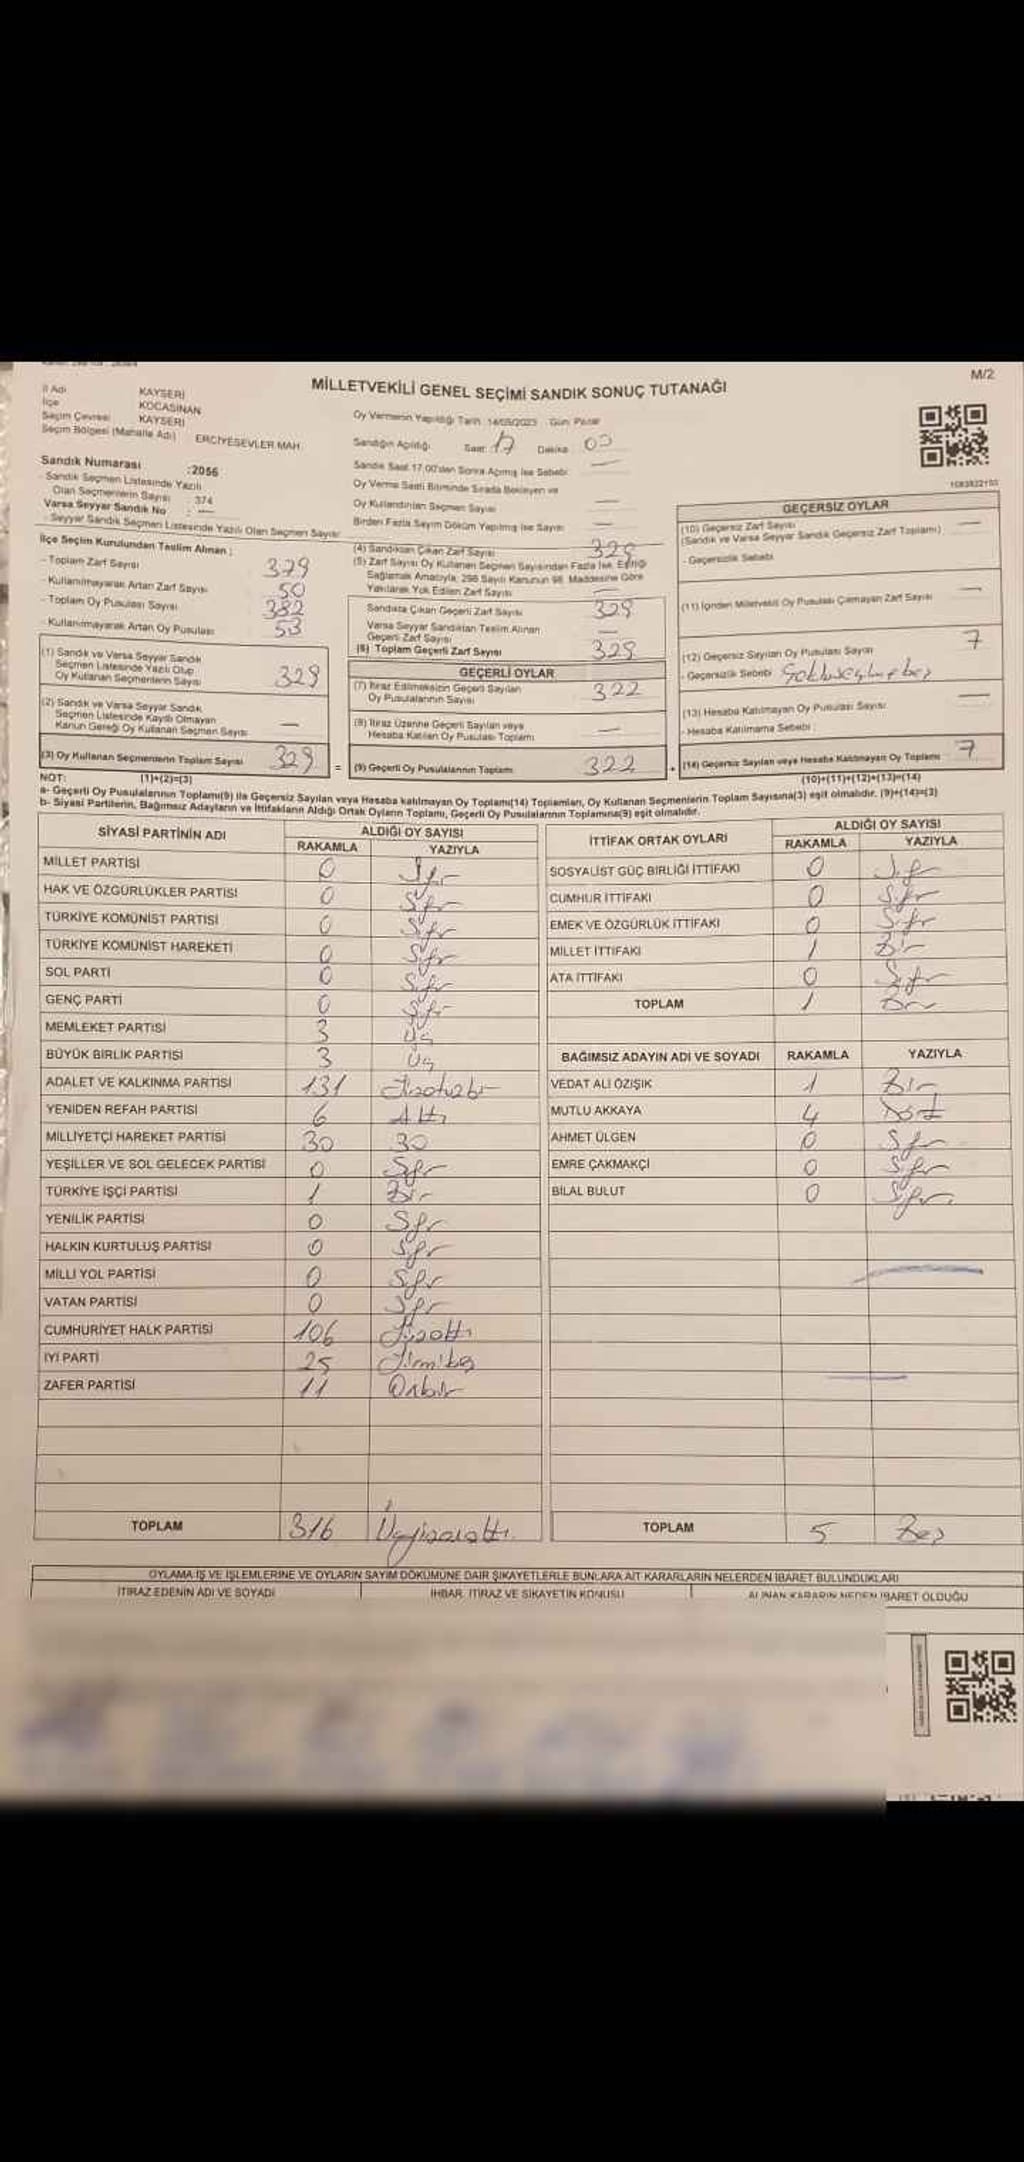 M/2
MİLLETVEKİLİ GENEL SEÇİMİ SANDIK SONUÇ TUTANAĞI
İl Adı KAYSERİ
İlçe KOCASİNAN
Seçim Çevresi KAYSERİ
Seçim Bölgesi (Mahalle Adı) ERCİYESEVLER MAH.
Oy Vermenin Yapıldığı Tarih : 14/05/2023 Gün: Pazar
Sandığın Açıldığı Saat: 17 Dakika 00
Sandık Saat 17.00'den Sonra Açılmış İse Sebebi: —
Oy Verme Saati Bitiminde Sırada Bekleyen ve
Oy Kullandırılan Seçmen Sayısı —
Birden Fazla Sayım Döküm Yapılmış İse Sayısı —
Sandık Numarası :2056
Sandık Seçmen Listesinde Yazılı
Olan Seçmenlerin Sayısı : 374
Varsa Seyyar Sandık No : —
- Seyyar Sandık Seçmen Listesinde Yazılı Olan Seçmen Sayısı
İlçe Seçim Kurulundan Teslim Alınan :
- Toplam Zarf Sayısı 379
- Kullanılmayarak Artan Zarf Sayısı 50
- Toplam Oy Pusulası Sayısı 382
- Kullanılmayarak Artan Oy Pusulası 53
(1) Sandık ve Varsa Seyyar Sandık
Seçmen Listesinde Yazılı Olup
Oy Kullanan Seçmenlerin Sayısı 329
(2) Sandık ve Varsa Seyyar Sandık
Seçmen Listesinde Kayıtlı Olmayan
Kanun Gereği Oy Kullanan Seçmen Sayısı —
(3) Oy Kullanan Seçmenlerin Toplam Sayısı 329 =
(4) Sandıktan Çıkan Zarf Sayısı 329
(5) Zarf Sayısı Oy Kullanan Seçmen Sayısından Fazla İse, Eşitliği
Sağlamak Amacıyla, 298 Sayılı Kanunun 98. Maddesine Göre
Yakılarak Yok Edilen Zarf Sayısı —
Sandıkta Çıkan Geçerli Zarf Sayısı 329
Varsa Seyyar Sandıktan Teslim Alınan
Geçerli Zarf Sayısı —
(6) Toplam Geçerli Zarf Sayısı 329
GEÇERLİ OYLAR
(7) İtiraz Edilmeksizin Geçerli Sayılan
Oy Pusulalarının Sayısı 322
(8) İtiraz Üzerine Geçerli Sayılan veya
Hesaba Katılan Oy Pusulası Toplamı —
(9) Geçerli Oy Pusulalarının Toplamı 322 +
1083822150
GEÇERSİZ OYLAR
(10) Geçersiz Zarf Sayısı —
(Sandık ve Varsa Seyyar Sandık Geçersiz Zarf Toplamı)
- Geçersizlik Sebebi
(11) İçinden Milletvekili Oy Pusulası Çıkmayan Zarf Sayısı —
(12) Geçersiz Sayılan Oy Pusulası Sayısı 7
- Geçersizlik Sebebi
(13) Hesaba Katılmayan Oy Pusulası Sayısı —
- Hesaba Katılmama Sebebi :
(14) Geçersiz Sayılan veya Hesaba Katılmayan Oy Toplamı 7
NOT: (1)+(2)=(3) (10)+(11)+(12)+(13)=(14)
a- Geçerli Oy Pusulalarının Toplamı(9) ile Geçersiz Sayılan veya Hesaba katılmayan Oy Toplamı(14) Toplamları, Oy Kullanan Seçmenlerin Toplam Sayısına(3) eşit olmalıdır. (9)+(14)=(3)
b- Siyasi Partilerin, Bağımsız Adayların ve İttifakların Aldığı Ortak Oyların Toplamı, Geçerli Oy Pusulalarının Toplamına(9) eşit olmalıdır.
SİYASİ PARTİNİN ADI ALDIĞI OY SAYISI
RAKAMLA YAZIYLA
MİLLET PARTİSİ 0 Sıfır
HAK VE ÖZGÜRLÜKLER PARTİSİ 0 Sıfır
TÜRKİYE KOMÜNİST PARTİSİ 0 Sıfır
TÜRKİYE KOMÜNİST HAREKETİ 0 Sıfır
SOL PARTİ 0 Sıfır
GENÇ PARTİ 0 Sıfır
MEMLEKET PARTİSİ 3 Üç
BÜYÜK BİRLİK PARTİSİ 3 Üç
ADALET VE KALKINMA PARTİSİ 131
YENİDEN REFAH PARTİSİ 6 Altı
MİLLİYETÇİ HAREKET PARTİSİ 30 30
YEŞİLLER VE SOL GELECEK PARTİSİ 0 Sıfır
TÜRKİYE İŞÇİ PARTİSİ 1 Bir
YENİLİK PARTİSİ 0 Sıfır
HALKIN KURTULUŞ PARTİSİ 0 Sıfır
MİLLİ YOL PARTİSİ 0 Sıfır
VATAN PARTİSİ 0 Sıfır
CUMHURİYET HALK PARTİSİ 106 Yüzaltı
İYİ PARTİ 25 Yirmibeş
ZAFER PARTİSİ 11 Onbir
TOPLAM 316 Üçyüzonaltı.
İTTİFAK ORTAK OYLARI ALDIĞI OY SAYISI
RAKAMLA YAZIYLA
SOSYALİST GÜÇ BİRLİĞİ İTTİFAKI 0 Sıfır
CUMHUR İTTİFAKI 0 Sıfır
EMEK VE ÖZGÜRLÜK İTTİFAKI 0 Sıfır
MİLLET İTTİFAKI 1 Bir
ATA İTTİFAKI 0 Sıfır
TOPLAM 1 Bir
BAĞIMSIZ ADAYIN ADI VE SOYADI RAKAMLA YAZIYLA
VEDAT ALİ ÖZIŞIK 1 Bir
MUTLU AKKAYA 4 Dört
AHMET ÜLGEN 0 Sıfır
EMRE ÇAKMAKÇI 0 Sıfır
BİLAL BULUT 0 Sıfır
TOPLAM 5 Beş
OYLAMA İŞ VE İŞLEMLERİNE VE OYLARIN SAYIM DÖKÜMÜNE DAİR ŞİKAYETLERLE BUNLARA AİT KARARLARIN NELERDEN İBARET BULUNDUKLARI
İTİRAZ EDENİN ADI VE SOYADI İHBAR, İTİRAZ VE ŞİKAYETİN KONUSU ALINAN KARARIN NEDEN İBARET OLDUĞU